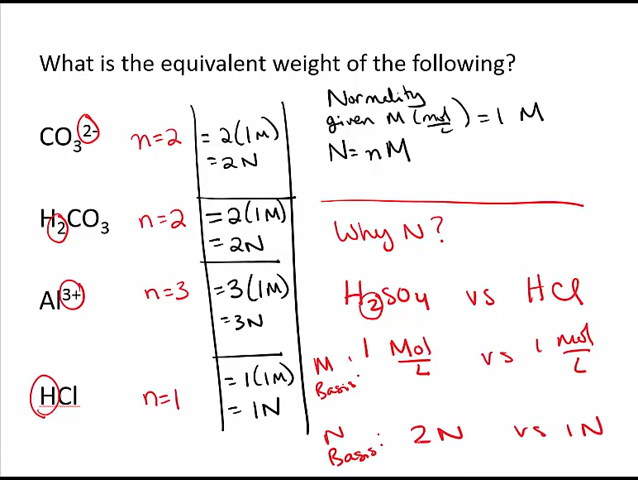 What is the equivalent weight of the following?
Normality
given M (mol/L) = 1 M
N = nM
CO₃²⁻ n=2 = 2(1M)
= 2N
H₂CO₃ n=2 = 2(1M)
= 2N
Al³⁺ n=3 = 3(1M)
= 3N
HCl n=1 = 1(1M)
= 1N
Why N?
H₂SO₄ vs HCl
M Basis: 1 Mol/L vs 1 mol/L
N Basis: 2N vs 1N